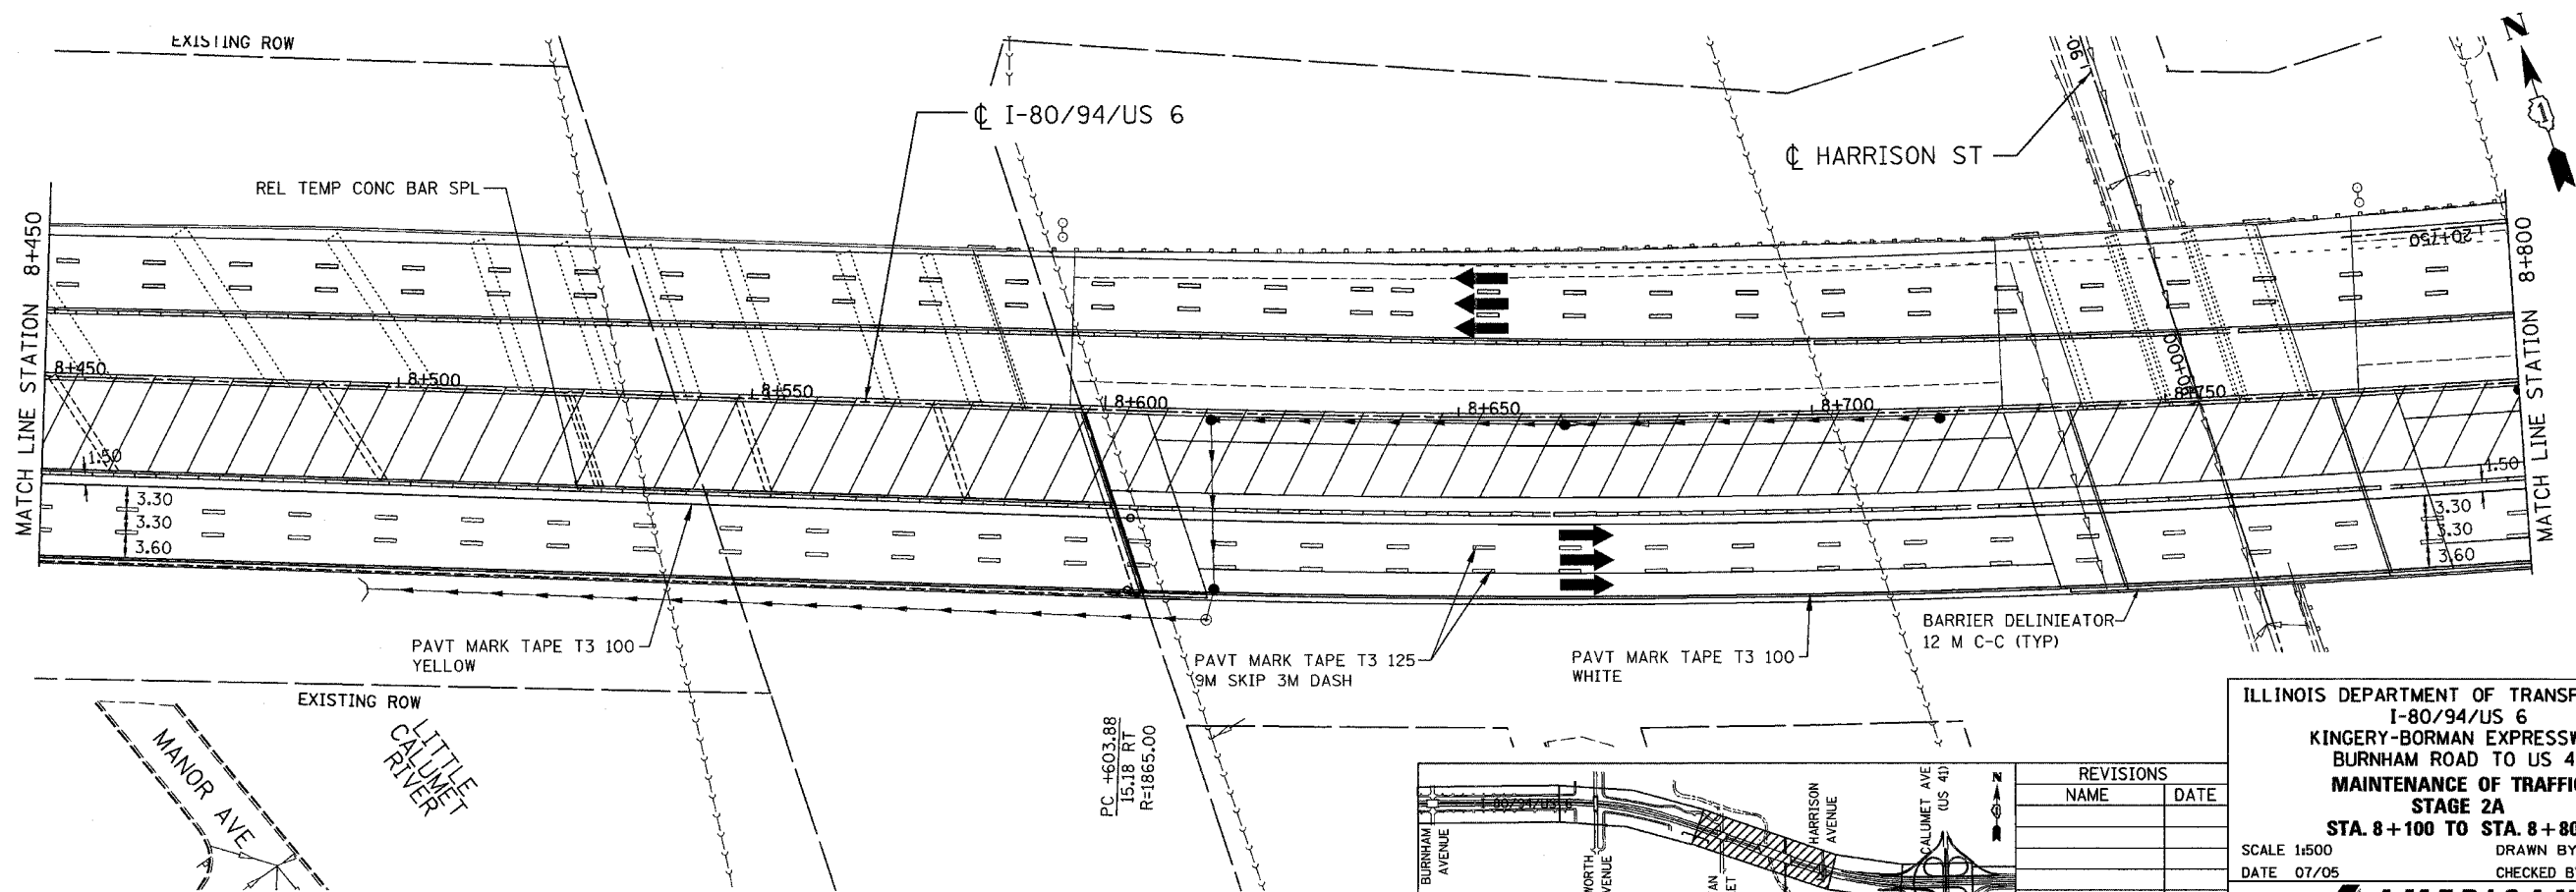 EXISTING ROW
N
℄ I-80/94/US 6
℄ HARRISON ST
REL TEMP CONC BAR SPL
MATCH LINE STATION 8+450
MATCH LINE STATION 8+800
20+750
8+450
8+500
8+550
8+600
8+650
8+700
8+750
1.50
3.30
3.30
3.60
1.50
3.30
3.30
3.60
PAVT MARK TAPE T3 100
YELLOW
PAVT MARK TAPE T3 125
9M SKIP 3M DASH
PAVT MARK TAPE T3 100
WHITE
BARRIER DELINIEATOR
12 M C-C (TYP)
EXISTING ROW
MANOR AVE
LITTLE
CALUMET
RIVER
PC +603.88
15.18 RT
R=1865.00
I-80/94/US 6
BURNHAM
AVENUE
HARRISON
AVENUE
CALUMET AVE
(US 41)
N
REVISIONS
NAME DATE
ILLINOIS DEPARTMENT OF
I-80/94/US 6
KINGERY-BORMAN
BURNHAM ROAD TO US
MAINTENANCE OF
STAGE 2A
STA. 8+100 TO STA.
SCALE 1:500 DRAWN BY
DATE 07/05 CHECKED